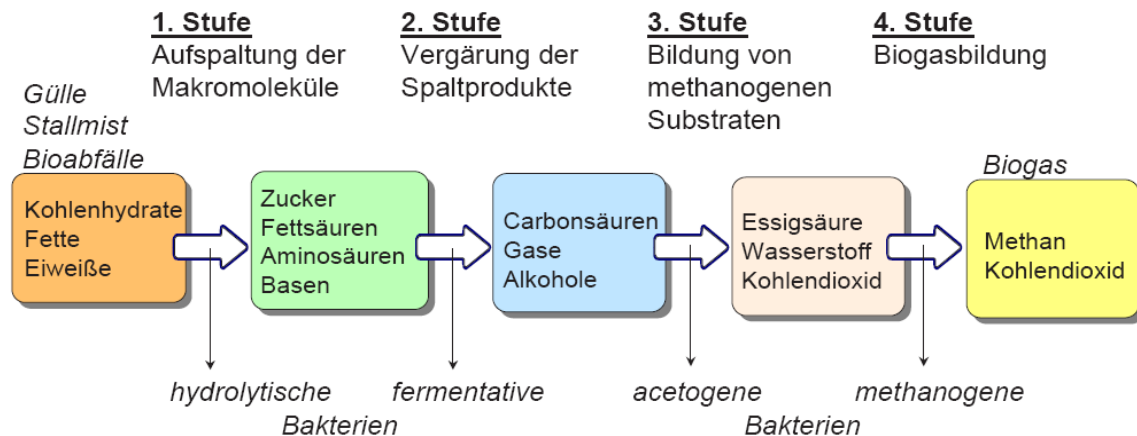 1. Stufe
Aufspaltung der
Makromoleküle
2. Stufe
Vergärung der
Spaltprodukte
3. Stufe
Bildung von
methanogenen
Substraten
4. Stufe
Biogasbildung
Gülle
Stallmist
Bioabfälle
Kohlenhydrate
Fette
Eiweiße
Zucker
Fettsäuren
Aminosäuren
Basen
Carbonsäuren
Gase
Alkohole
Essigsäure
Wasserstoff
Kohlendioxid
Biogas
Methan
Kohlendioxid
hydrolytische
fermentative
Bakterien
acetogene
methanogene
Bakterien